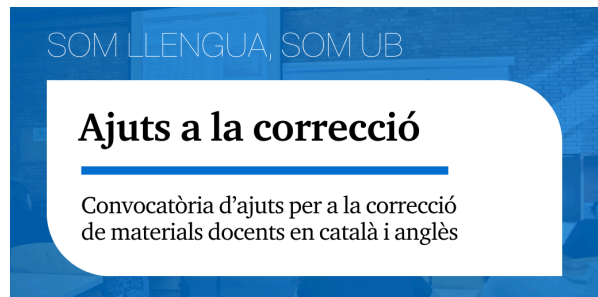 SOM LLENGUA, SOM UB
Ajuts a la correcció
Convocatòria d’ajuts per a la correcció
de materials docents en català i anglès